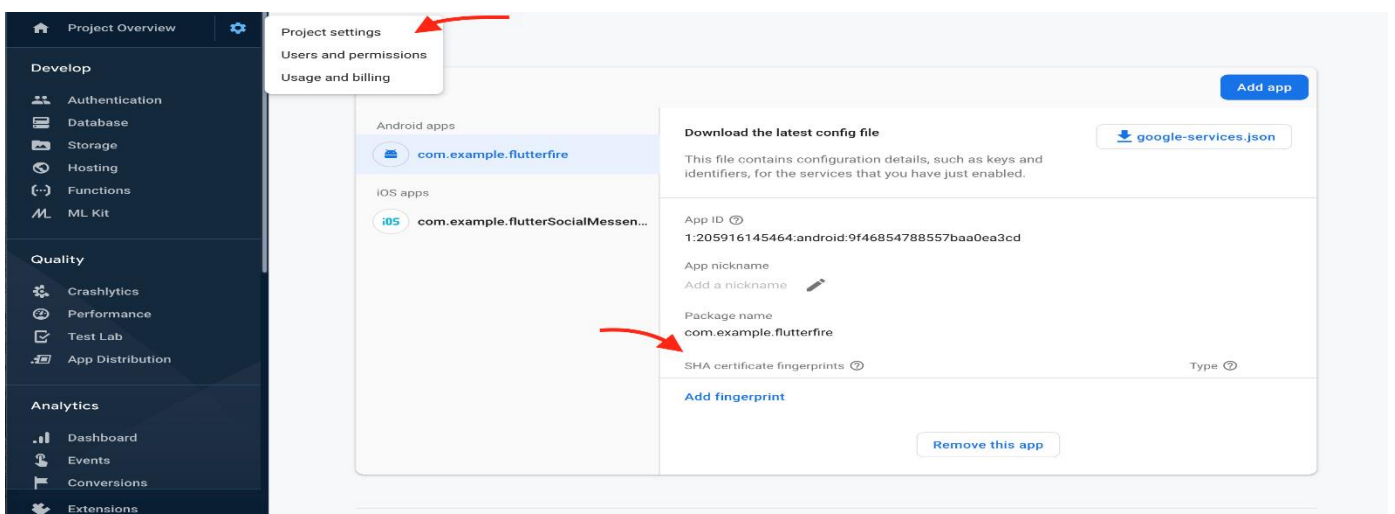 Project Overview
Project settings
Users and permissions
Usage and billing
Develop
Authentication
Database
Storage
Hosting
Functions
ML Kit
Quality
Crashlytics
Performance
Test Lab
App Distribution
Analytics
Dashboard
Events
Conversions
Extensions
Add app
Android apps
com.example.flutterfire
iOS apps
iOS com.example.flutterSocialMessen...
Download the latest config file
google-services.json
This file contains configuration details, such as keys and
identifiers, for the services that you have just enabled.
App ID
1:205916145464:android:9f46854788557baa0ea3cd
App nickname
Add a nickname
Package name
com.example.flutterfire
SHA certificate fingerprints Type
Add fingerprint
Remove this app